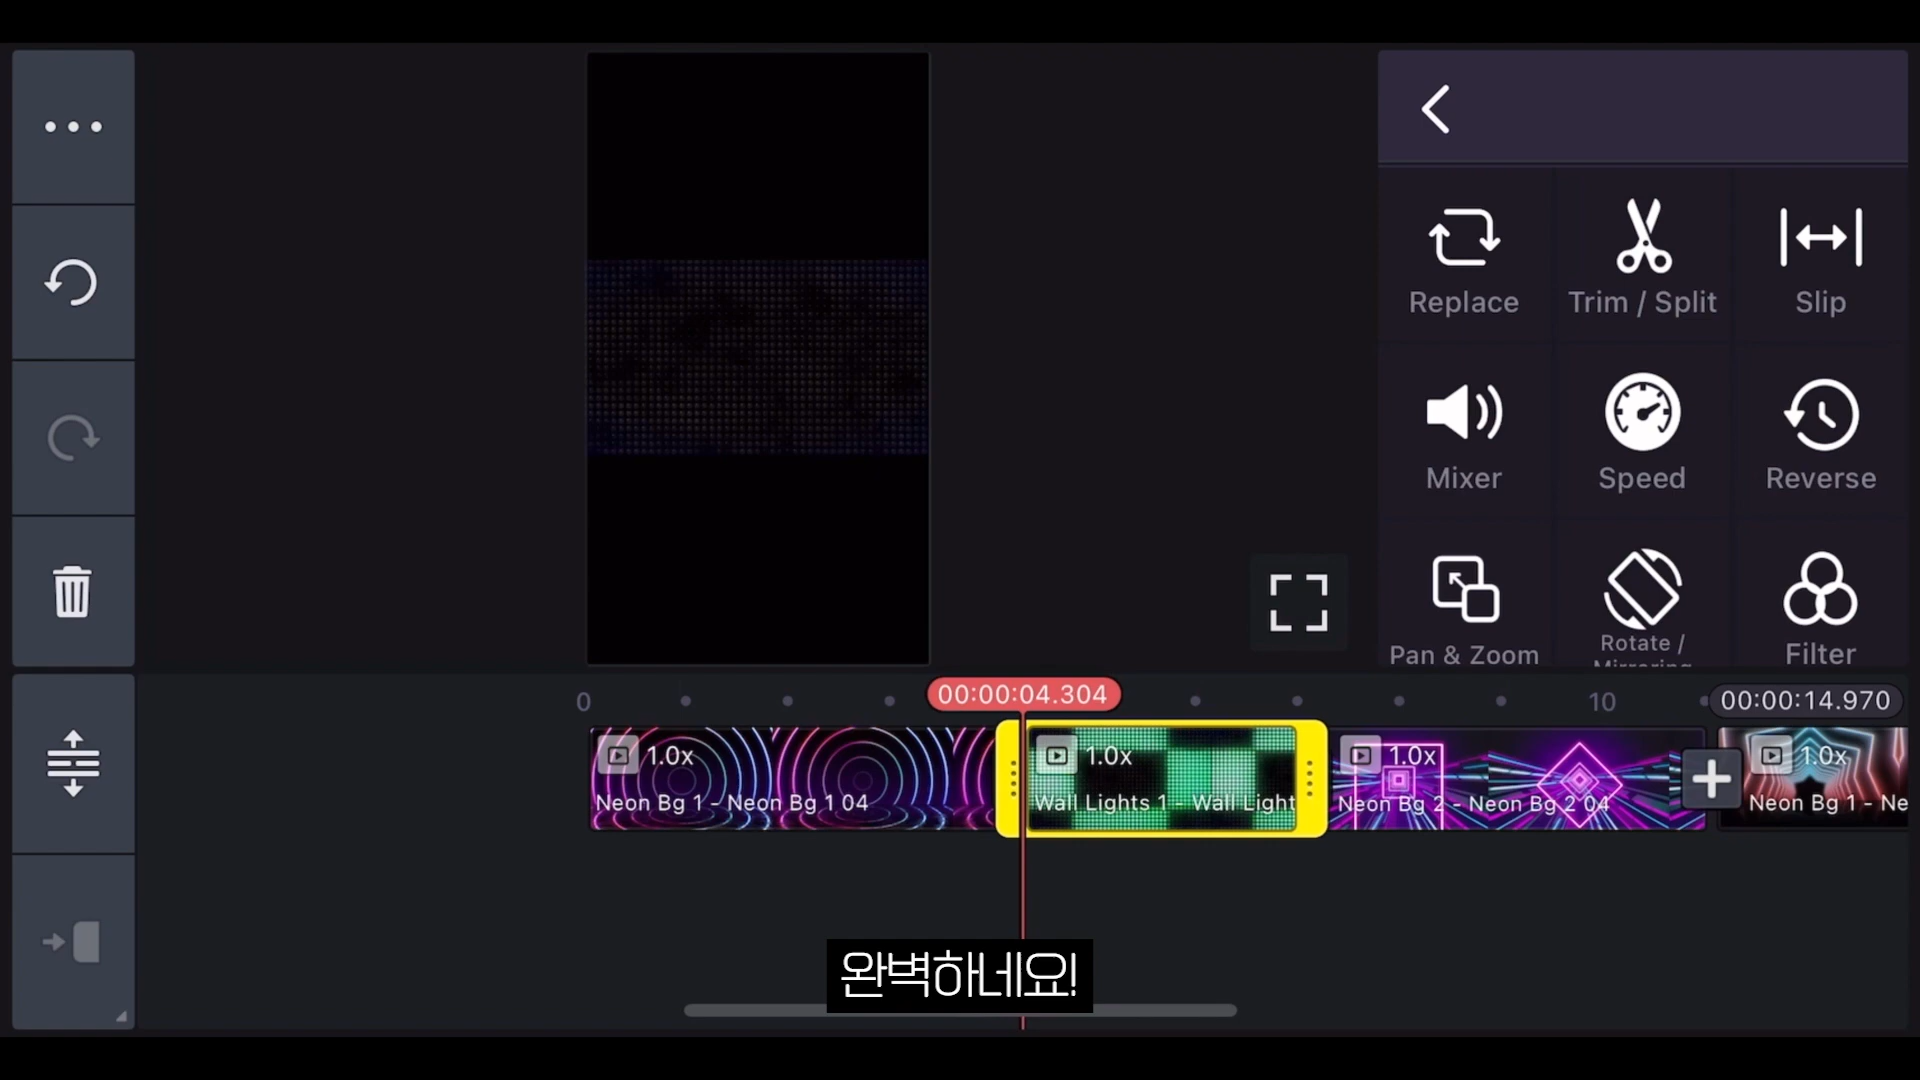 Replace
Trim / Split
Slip
Mixer
Speed
Reverse
Pan & Zoom
Rotate /
Mirroring
Filter
0
00:00:04.304
10
00:00:14.970
1.0x
Neon Bg 1 - Neon Bg 1 04
1.0x
Wall Lights 1 - Wall Light
1.0x
Neon Bg 2 - Neon Bg 2 04
1.0x
Neon Bg 1 - Ne
완벽하네요!